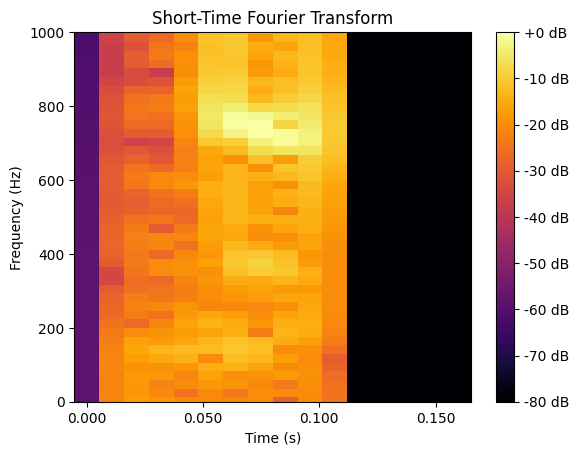 Short-Time Fourier Transform
Frequency (Hz)
1000
800
600
400
200
0
0.000
0.050
0.100
0.150
Time (s)
+0 dB
-10 dB
-20 dB
-30 dB
-40 dB
-50 dB
-60 dB
-70 dB
-80 dB